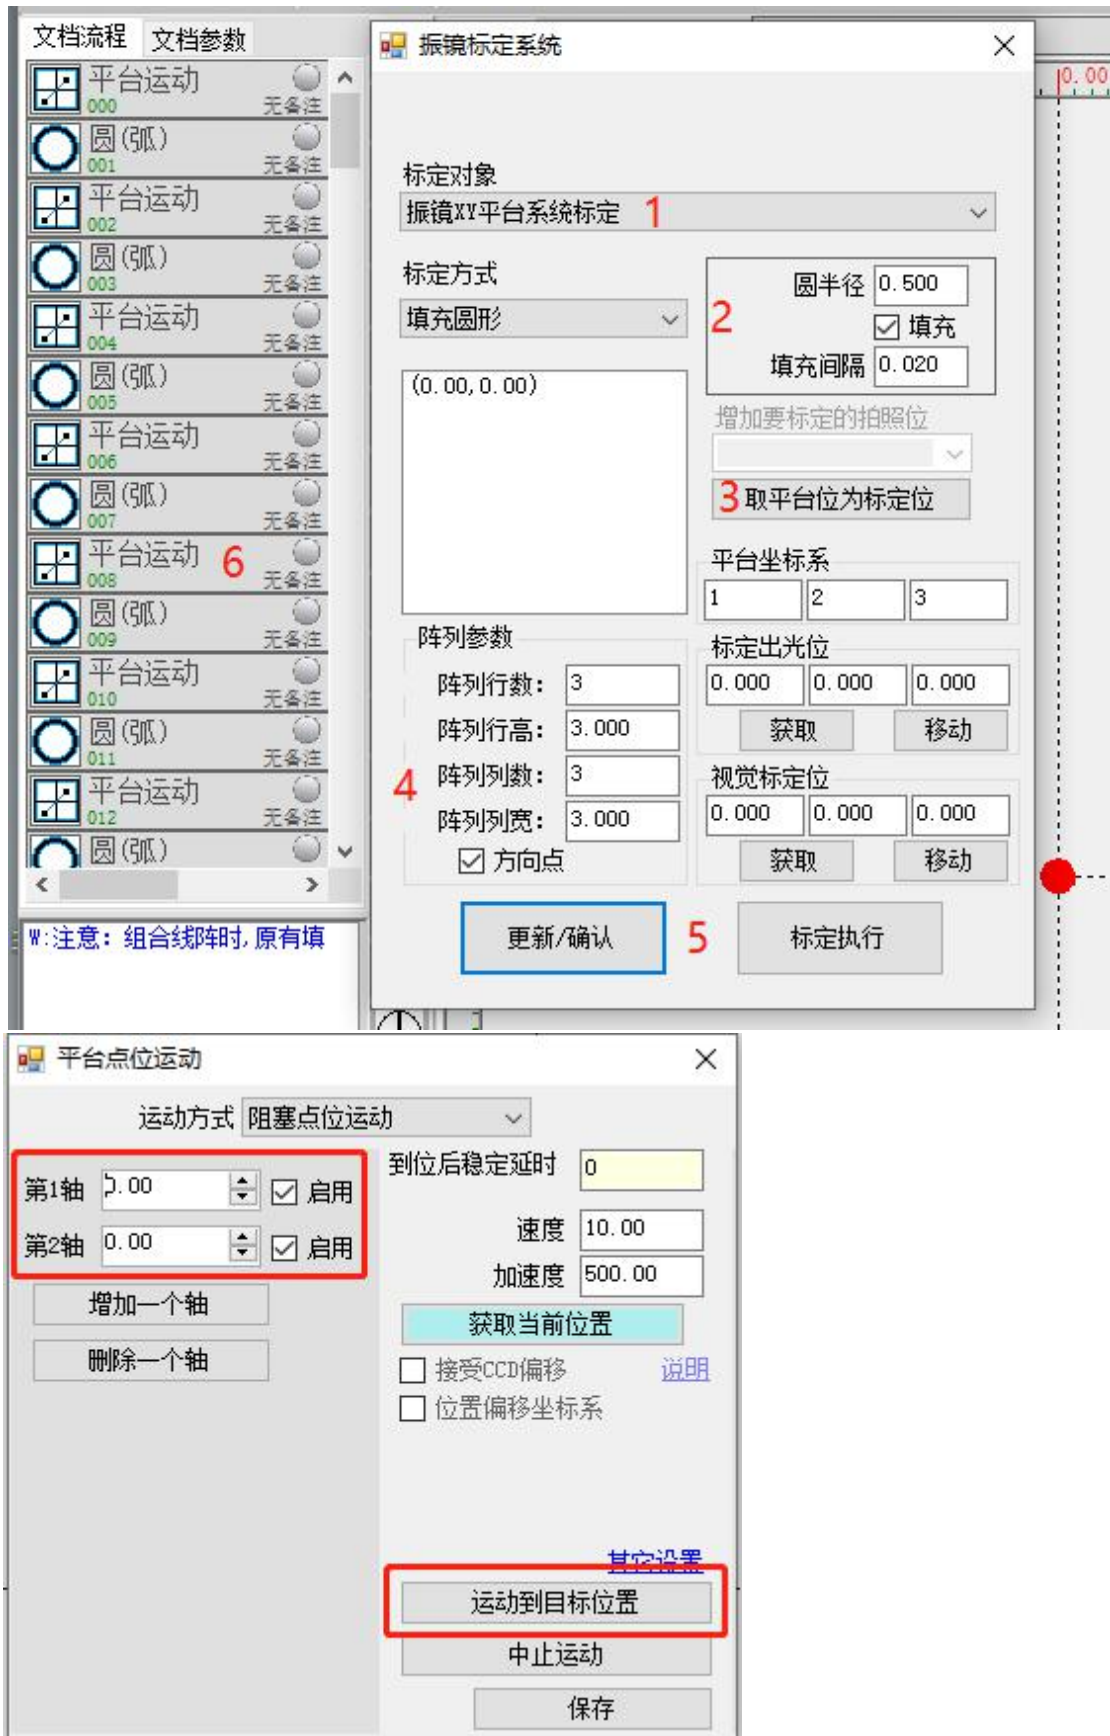 文档流程 文档参数
平台运动
000 无备注
圆(弧)
001 无备注
平台运动
002 无备注
圆(弧)
003 无备注
平台运动
004 无备注
圆(弧)
005 无备注
平台运动
006 无备注
圆(弧)
007 无备注
平台运动 6
008 无备注
圆(弧)
009 无备注
平台运动
010 无备注
圆(弧)
011 无备注
平台运动
012 无备注
圆(弧)
W:注意: 组合线阵时,原有填
振镜标定系统
标定对象
振镜XY平台系统标定 1
标定方式
填充圆形
(0.00,0.00)
2
圆半径 0.500
填充
填充间隔 0.020
增加要标定的拍照位
3 取平台位为标定位
平台坐标系
1 2 3
阵列参数
阵列行数: 3
阵列行高: 3.000
4 阵列列数: 3
阵列列宽: 3.000
方向点
标定出光位
0.000 0.000 0.000
获取 移动
视觉标定位
0.000 0.000 0.000
获取 移动
更新/确认 5 标定执行
0.00
平台点位运动
运动方式 阻塞点位运动
第1轴 0.00 启用
第2轴 0.00 启用
增加一个轴
删除一个轴
到位后稳定延时 0
速度 10.00
加速度 500.00
获取当前位置
接受CCD偏移 说明
位置偏移坐标系
其它设置
运动到目标位置
中止运动
保存